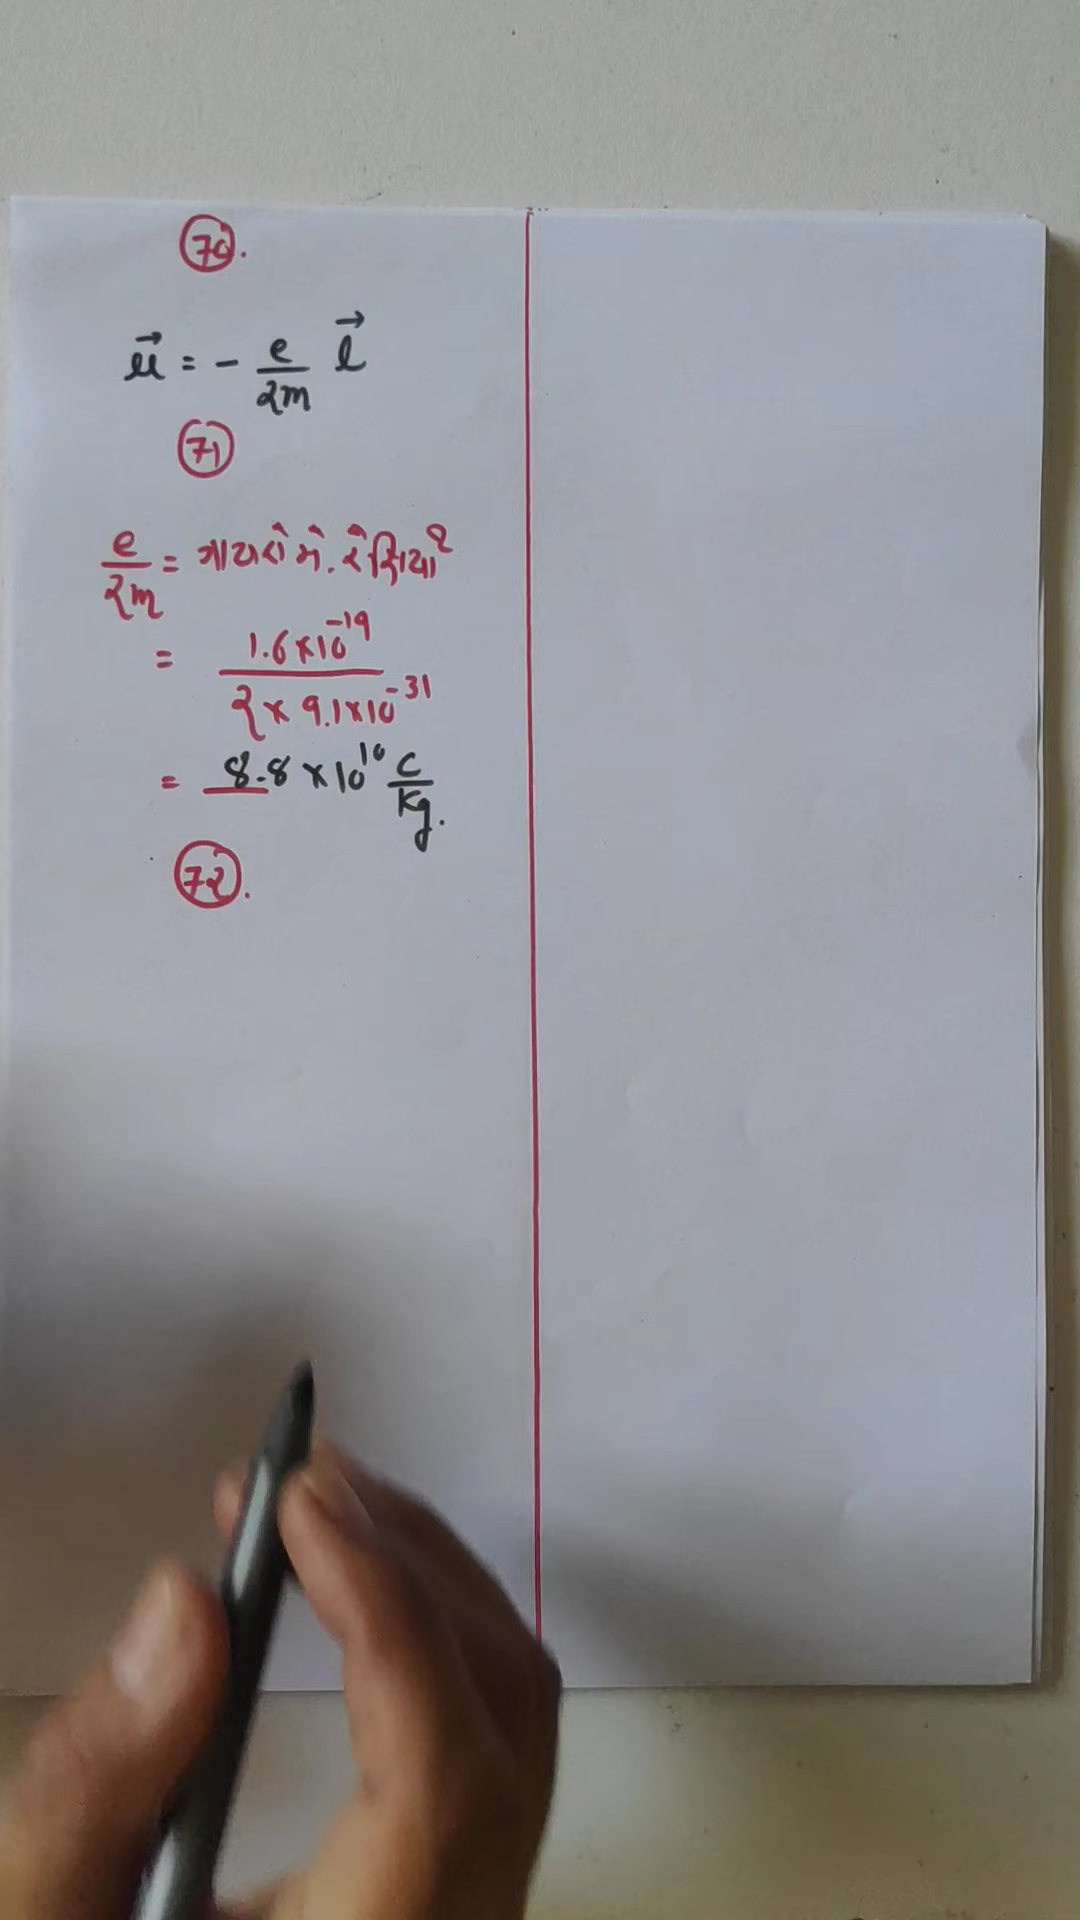 70.
μ⃗ = - e/2m l⃗
71
e/2m = ગાયરો મે. રેશિયો?
= 1.6×10⁻¹⁹ / 2 × 9.1×10⁻³¹
= 8.8 × 10¹⁰ C/Kg.
72.